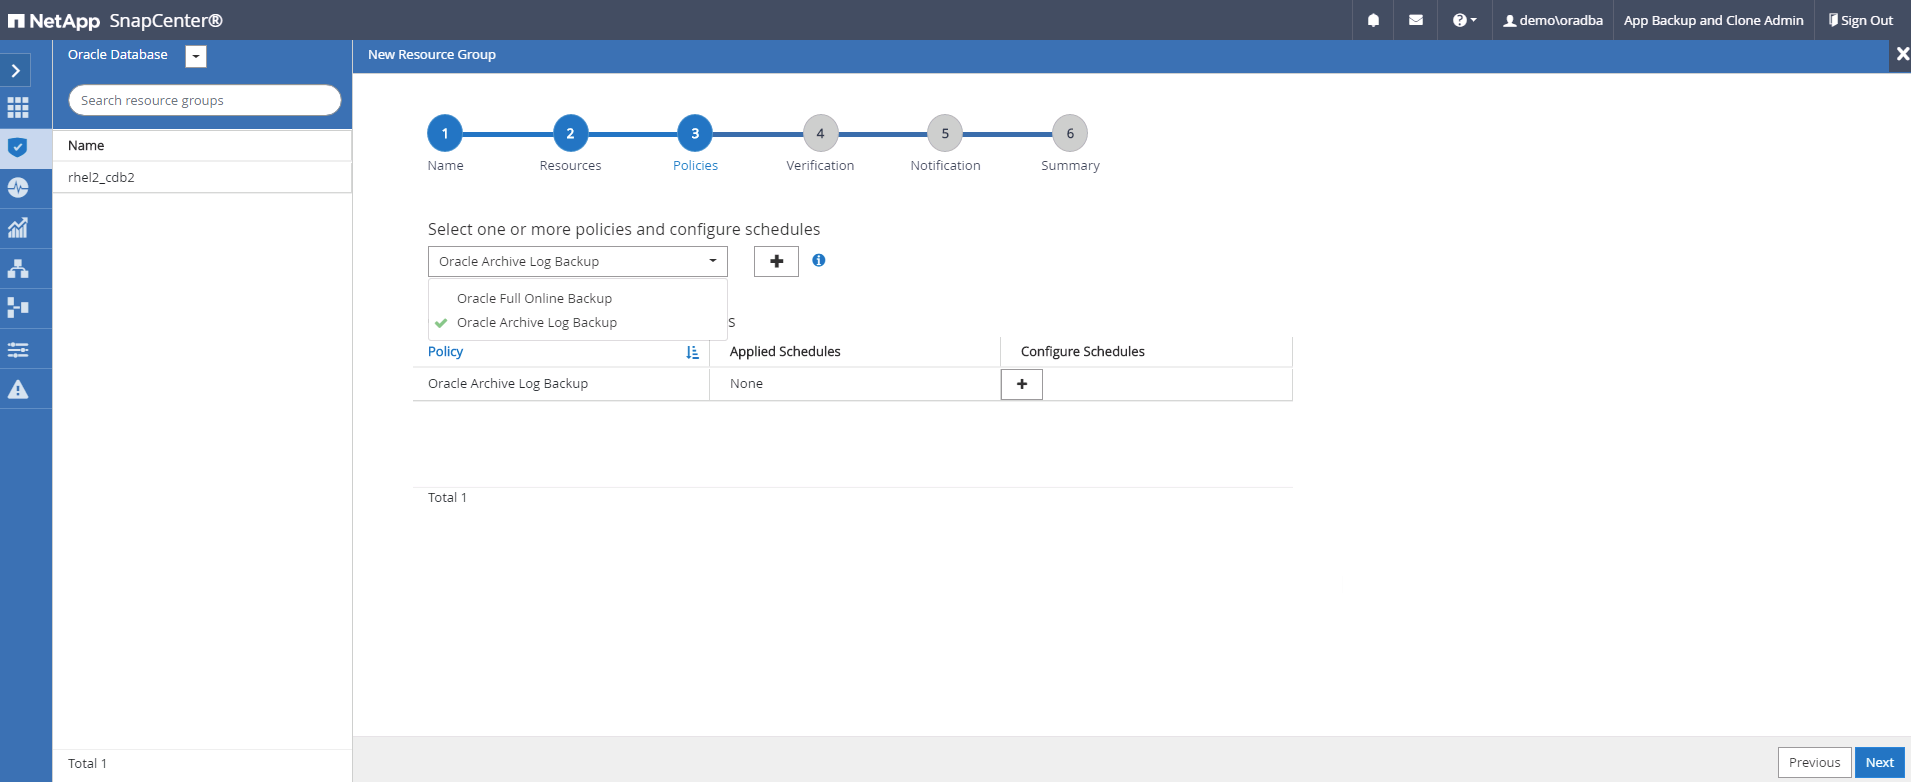 NetApp SnapCenter®
demo\oradba
App Backup and Clone Admin
Sign Out
Oracle Database
New Resource Group
Search resource groups
Name
rhel2_cdb2
Total 1
1 2 3 4 5 6
Name Resources Policies Verification Notification Summary
Select one or more policies and configure schedules
Oracle Archive Log Backup
Oracle Full Online Backup
Oracle Archive Log Backup
s
Policy Applied Schedules Configure Schedules
Oracle Archive Log Backup None
Total 1
Previous Next